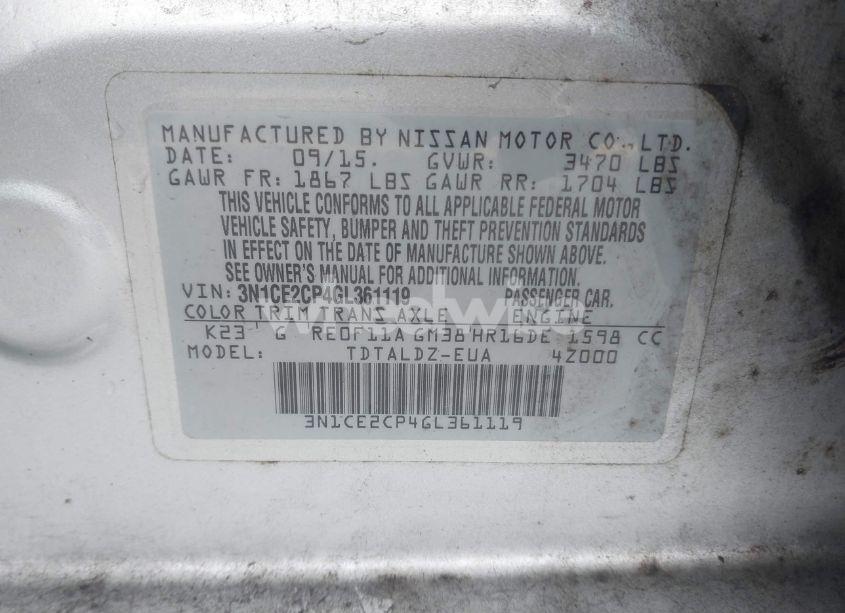 MANUFACTURED BY NISSAN MOTOR CO., LTD.
DATE: 09/15. GVWR: 3470 LBS
GAWR FR: 1867 LBS GAWR RR: 1704 LBS
THIS VEHICLE CONFORMS TO ALL APPLICABLE FEDERAL MOTOR
VEHICLE SAFETY, BUMPER AND THEFT PREVENTION STANDARDS
IN EFFECT ON THE DATE OF MANUFACTURE SHOWN ABOVE.
SEE OWNER'S MANUAL FOR ADDITIONAL INFORMATION.
VIN: 3N1CE2CP4GL361119 PASSENGER CAR.
COLOR TRIM TRANS AXLE ENGINE
K23 G RE0F11A GM38 HR16DE 1598 CC
MODEL: TDTALDZ-EUA 4Z000
3N1CE2CP4GL361119